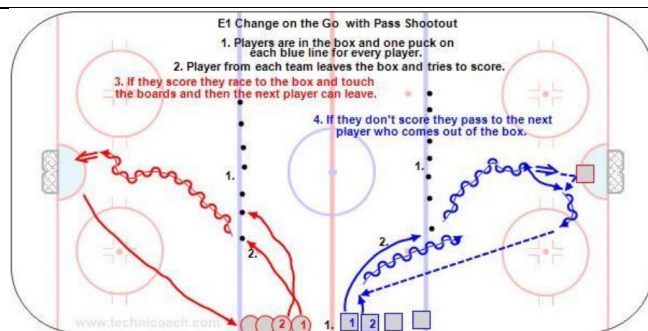 E1 Change on the Go with Pass Shootout
1. Players are in the box and one puck on
each blue line for every player.
2. Player from each team leaves the box and tries to score.
3. If they score they race to the box and touch
the boards and then the next player can leave.
4. If they don't score they pass to the next
player who comes out of the box.
1.
1.
2.
2.
www.technicoach.com
2
1
1.
1
2